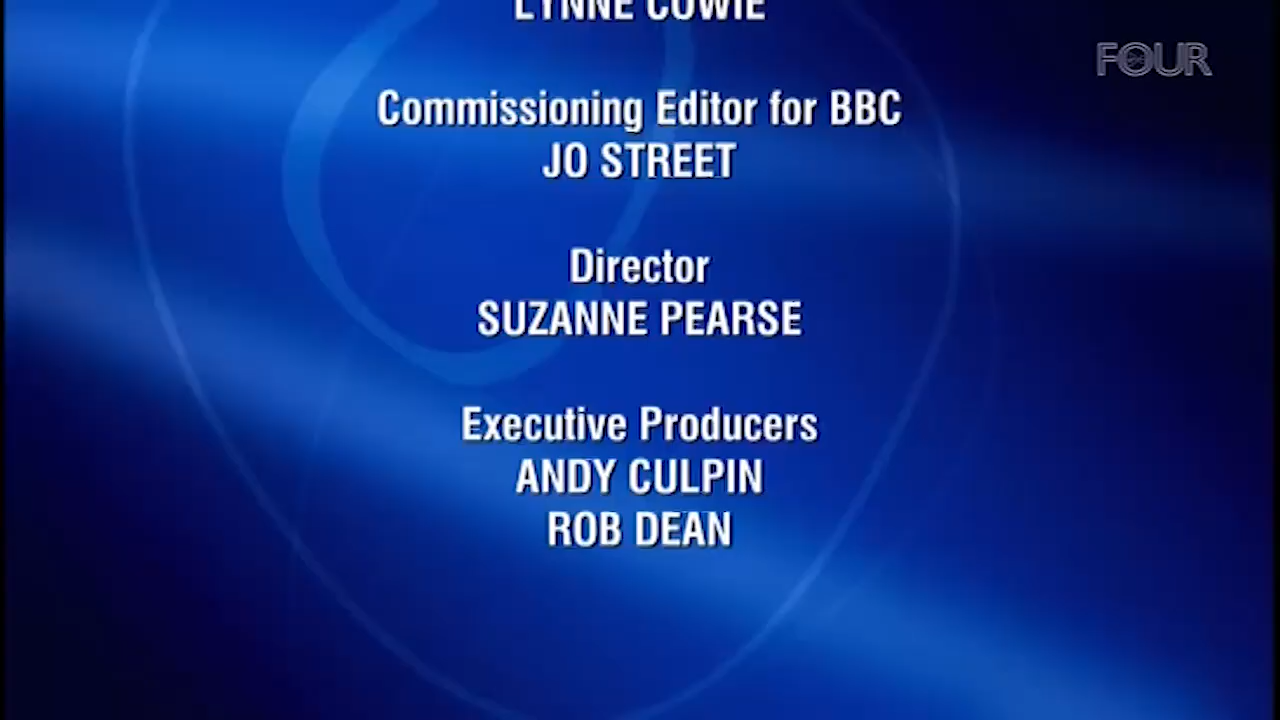 LYNNE COWIE
FOUR
Commissioning Editor for BBC
JO STREET
Director
SUZANNE PEARSE
Executive Producers
ANDY CULPIN
ROB DEAN